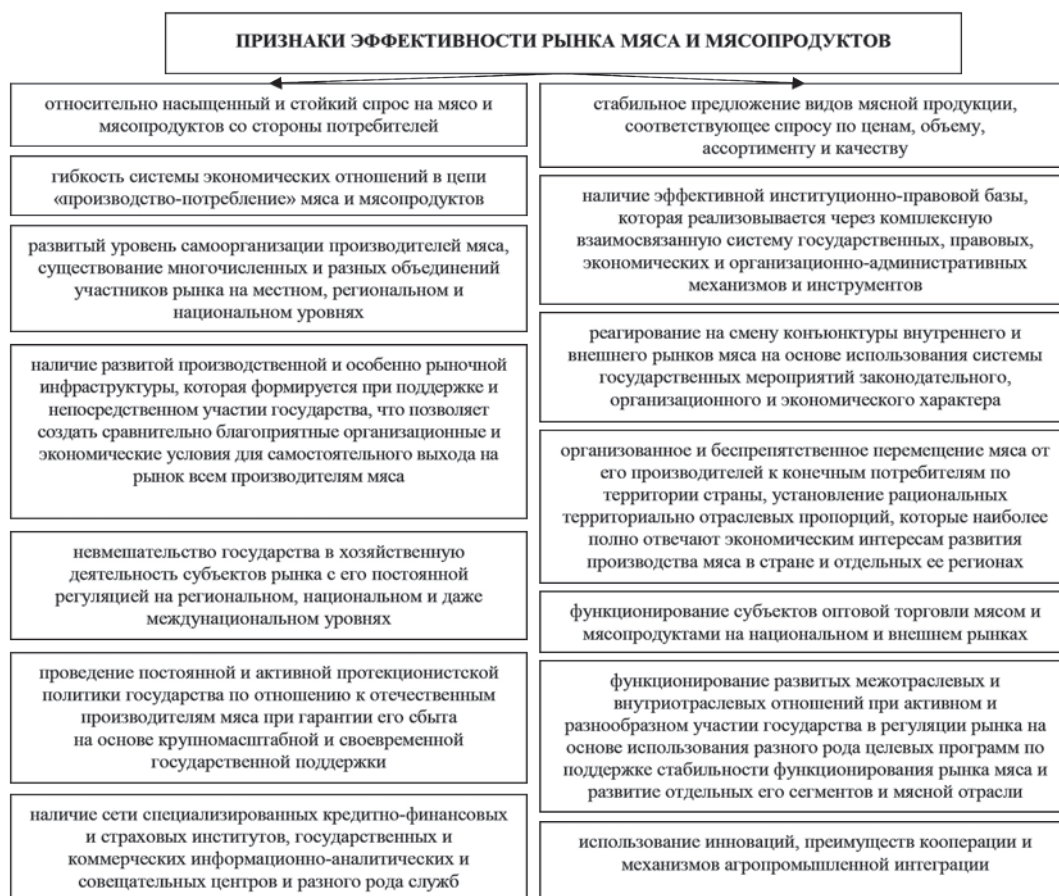 ПРИЗНАКИ ЭФФЕКТИВНОСТИ РЫНКА МЯСА И МЯСОПРОДУКТОВ
относительно насыщенный и стойкий спрос на мясо и
мясопродуктов со стороны потребителей
гибкость системы экономических отношений в цепи
«производство-потребление» мяса и мясопродуктов
развитый уровень самоорганизации производителей мяса,
существование многочисленных и разных объединений
участников рынка на местном, региональном и
национальном уровнях
наличие развитой производственной и особенно рыночной
инфраструктуры, которая формируется при поддержке и
непосредственном участии государства, что позволяет
создать сравнительно благоприятные организационные и
экономические условия для самостоятельного выхода на
рынок всем производителям мяса
невмешательство государства в хозяйственную
деятельность субъектов рынка с его постоянной
регуляцией на региональном, национальном и даже
междунациональном уровнях
проведение постоянной и активной протекционистской
политики государства по отношению к отечественным
производителям мяса при гарантии его сбыта
на основе крупномасштабной и своевременной
государственной поддержки
наличие сети специализированных кредитно-финансовых
и страховых институтов, государственных и
коммерческих информационно-аналитических и
совещательных центров и разного рода служб
стабильное предложение видов мясной продукции,
соответствующее спросу по ценам, объему,
ассортименту и качеству
наличие эффективной институционно-правовой базы,
которая реализовывается через комплексную
взаимосвязанную систему государственных, правовых,
экономических и организационно-административных
механизмов и инструментов
реагирование на смену конъюнктуры внутреннего и
внешнего рынков мяса на основе использования системы
государственных мероприятий законодательного,
организационного и экономического характера
организованное и беспрепятственное перемещение мяса от
его производителей к конечным потребителям по
территории страны, установление рациональных
территориально отраслевых пропорций, которые наиболее
полно отвечают экономическим интересам развития
производства мяса в стране и отдельных ее регионах
функционирование субъектов оптовой торговли мясом и
мясопродуктами на национальном и внешнем рынках
функционирование развитых межотраслевых и
внутриотраслевых отношений при активном и
разнообразном участии государства в регуляции рынка на
основе использования разного рода целевых программ по
поддержке стабильности функционирования рынка мяса и
развитие отдельных его сегментов и мясной отрасли
использование инноваций, преимуществ кооперации и
механизмов агропромышленной интеграции